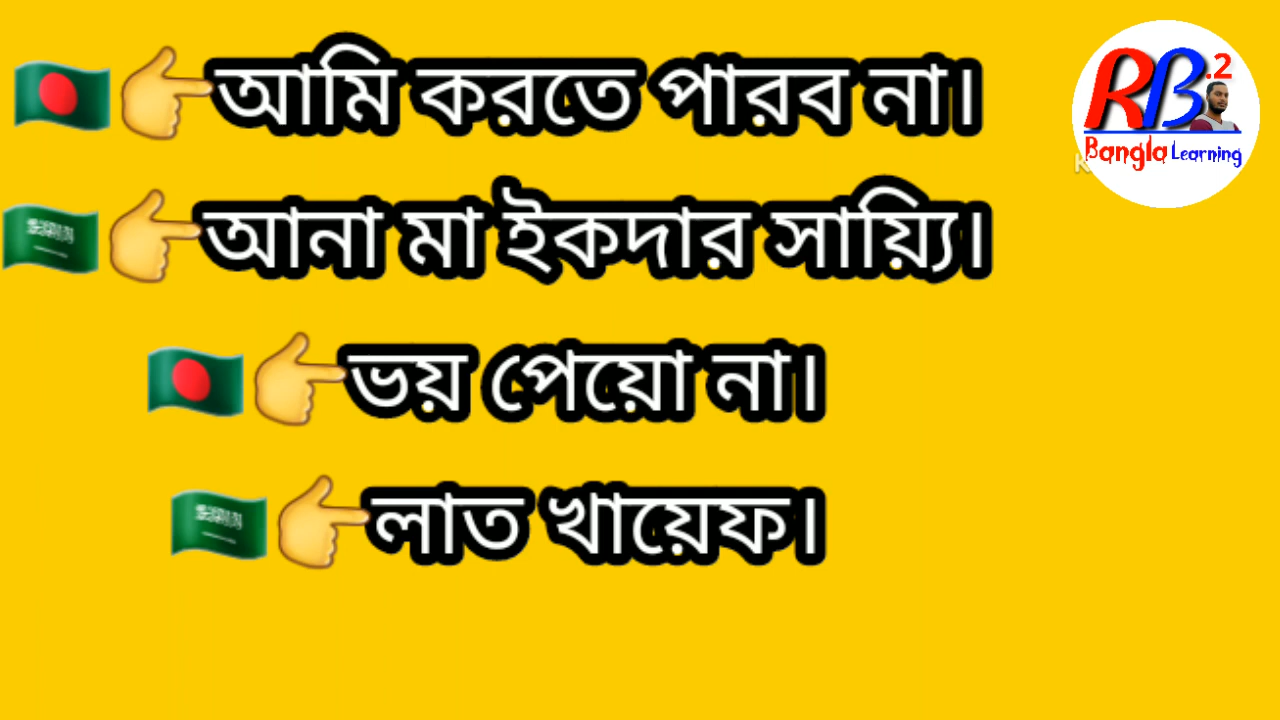 🇧🇩👉আমি করতে পারব না।
🇸🇦👉আনা মা ইকদার সায়্যি।
🇧🇩👉ভয় পেয়ো না।
🇸🇦👉লাত খায়েফ।
RB.2
Bangla Learning